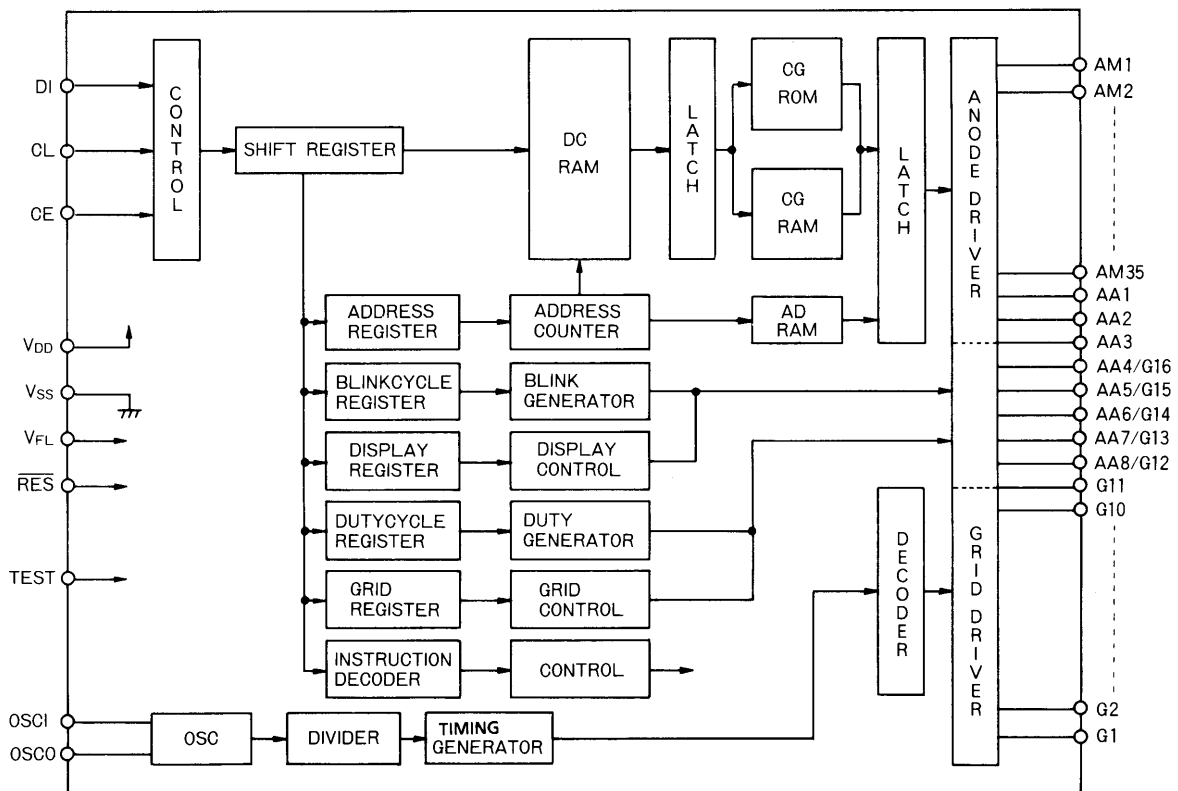 DI
CL
CE
VDD
VSS
VFL
RES
TEST
OSCI
OSCO
CONTROL
SHIFT REGISTER
DC
RAM
LATCH
CG
ROM
CG
RAM
LATCH
ADDRESS
REGISTER
ADDRESS
COUNTER
AD
RAM
BLINKCYCLE
REGISTER
BLINK
GENERATOR
DISPLAY
REGISTER
DISPLAY
CONTROL
DUTYCYCLE
REGISTER
DUTY
GENERATOR
GRID
REGISTER
GRID
CONTROL
INSTRUCTION
DECODER
CONTROL
OSC
DIVIDER
TIMING
GENERATOR
DECODER
ANODE DRIVER
GRID DRIVER
AM1
AM2
AM35
AA1
AA2
AA3
AA4/G16
AA5/G15
AA6/G14
AA7/G13
AA8/G12
G11
G10
G2
G1